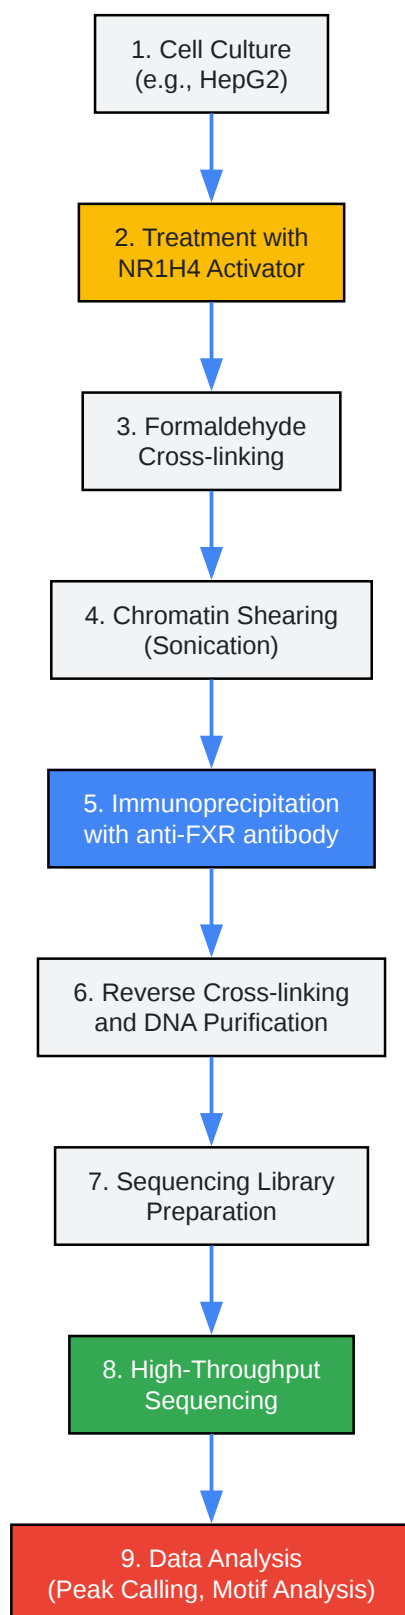 1. Cell Culture
(e.g., HepG2)
2. Treatment with
NR1H4 Activator
3. Formaldehyde
Cross-linking
4. Chromatin Shearing
(Sonication)
5. Immunoprecipitation
with anti-FXR antibody
6. Reverse Cross-linking
and DNA Purification
7. Sequencing Library
Preparation
8. High-Throughput
Sequencing
9. Data Analysis
(Peak Calling, Motif Analysis)